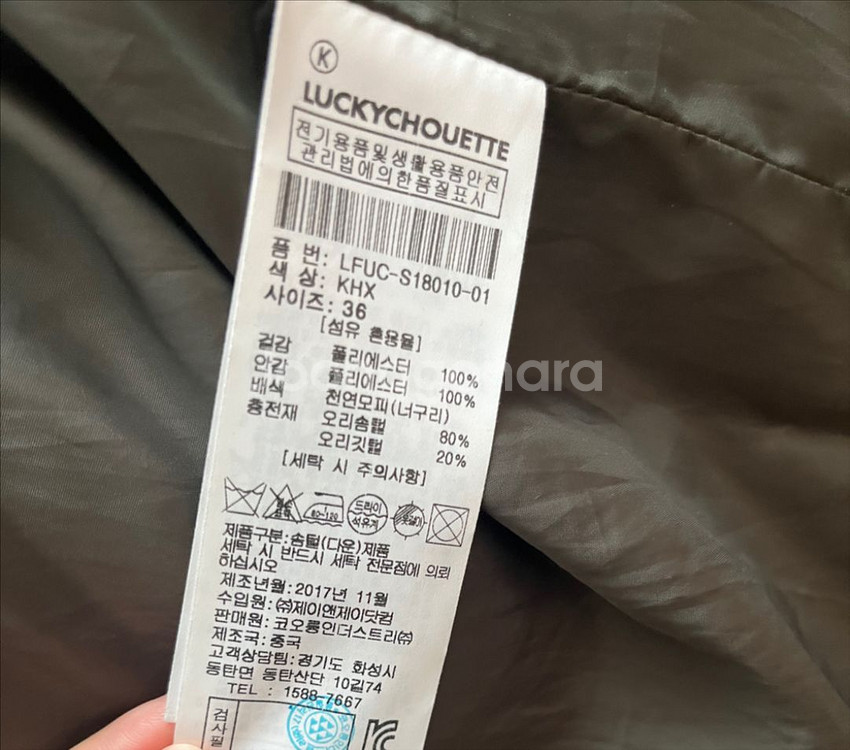 K
LUCKYCHOUETTE
전기용품및생활용품안전
관리법에의한품질표시
품 번: LFUC-S18010-01
색 상: KHX
사이즈: 36
[섬유 혼용율]
겉감 폴리에스터 100%
안감 폴리에스터 100%
배색 천연모피(너구리)
충전재 오리솜털 80%
오리깃털 20%
[세탁 시 주의사항]
80~120
드라이
석유계
제품구분:솜털(다운)제품
세탁 시 반드시 세탁 전문점에 의뢰
하십시오
제조년월:2017년 11월
수입원:㈜제이앤제이닷컴
판매원:코오롱인더스트리㈜
제조국:중국
고객상담팀:경기도 화성시
동탄면 동탄산단 10길74
TEL : 1588-7667
검사필